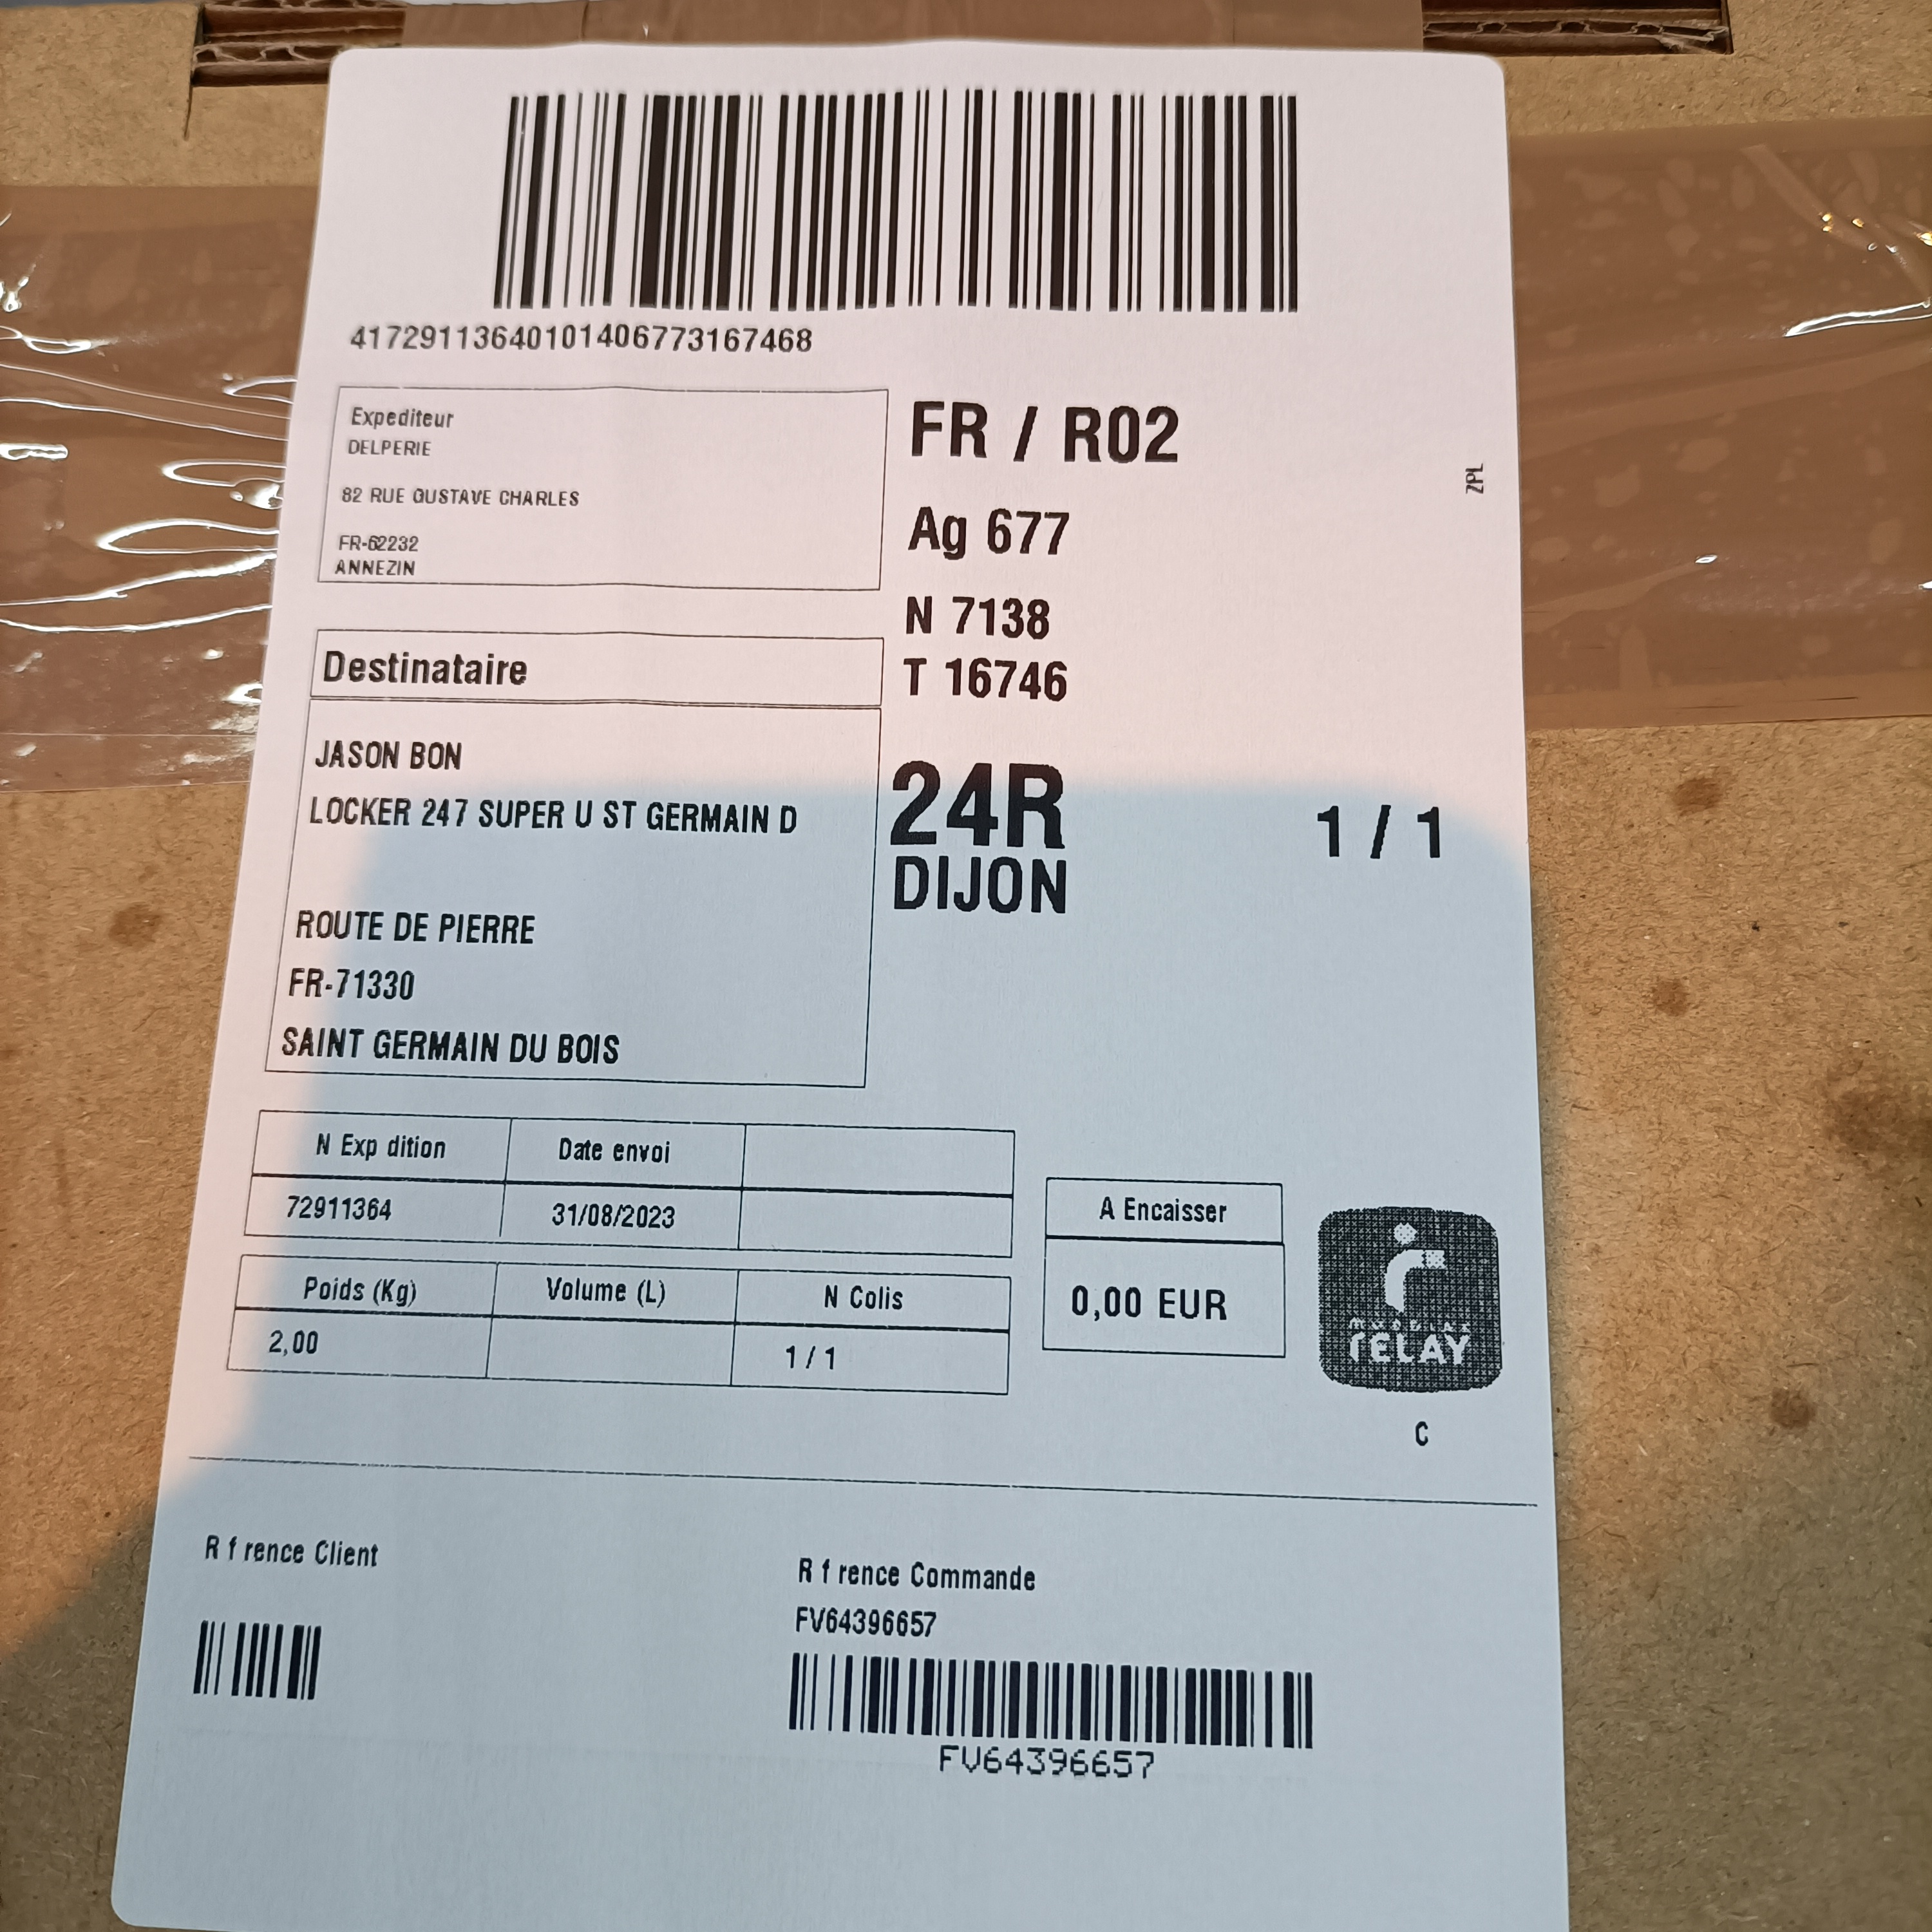 41729113640101406773167468
Expediteur
DELPERIE
82 RUE GUSTAVE CHARLES
FR-62232
ANNEZIN
FR / R02
Ag 677
N 7138
T 16746
ZPL
Destinataire
JASON BON
LOCKER 247 SUPER U ST GERMAIN D
ROUTE DE PIERRE
FR-71330
SAINT GERMAIN DU BOIS
24R
DIJON
1 / 1
N Exp dition Date envoi
72911364 31/08/2023
Poids (Kg) Volume (L) N Colis
2,00 1 / 1
A Encaisser
0,00 EUR
RELAY
C
R f rence Client
R f rence Commande
FV64396657
FV64396657